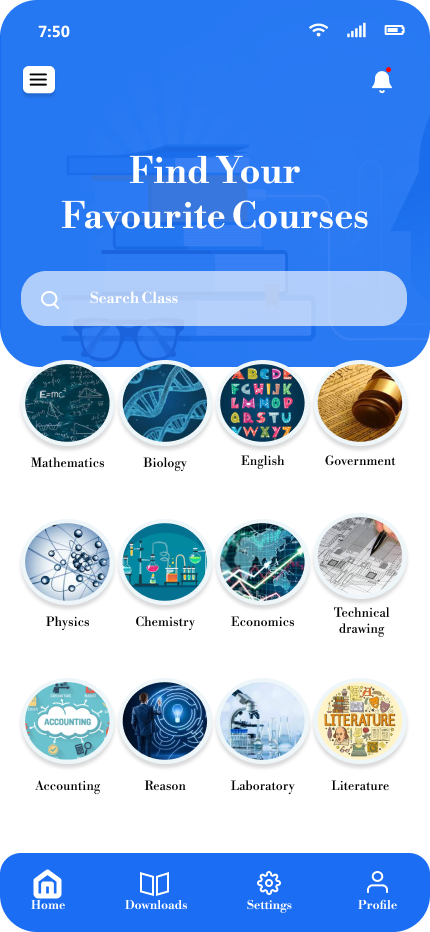 7:50
Find Your
Favourite Courses
Search Class
E=mc²
A B C D E
F G H I J K
L M N O P
Q R S T U
V W X Y Z
Mathematics
Biology
English
Government
Physics
Chemistry
Economics
Technical
drawing
ACCOUNTING
LITERATURE
Accounting
Reason
Laboratory
Literature
Home
Downloads
Settings
Profile